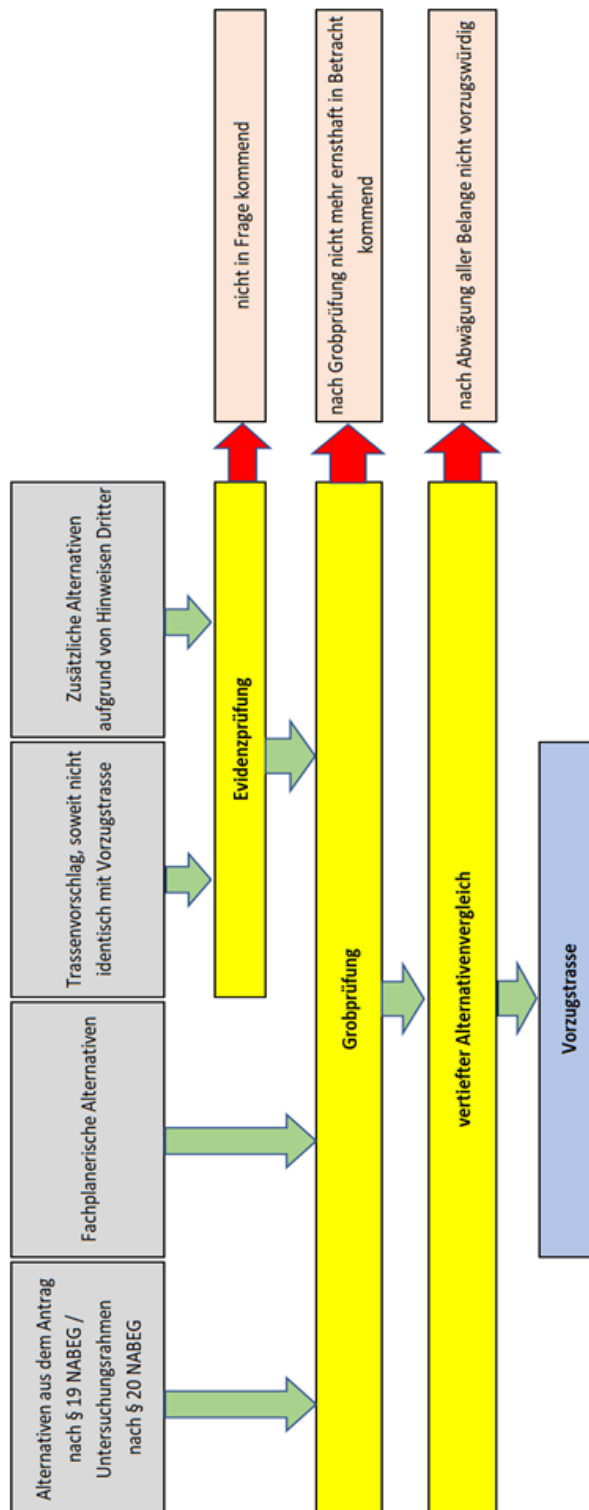 Alternativen aus dem Antrag
nach § 19 NABEG /
Untersuchungsrahmen
nach § 20 NABEG
Fachplanerische Alternativen
Trassenvorschlag, soweit nicht
identisch mit Vorzugstrasse
Zusätzliche Alternativen
aufgrund von Hinweisen Dritter
Evidenzprüfung
nicht in Frage kommend
Grobprüfung
nach Grobprüfung nicht mehr ernsthaft in Betracht
kommend
vertiefter Alternativenvergleich
nach Abwägung aller Belange nicht vorzugswürdig
Vorzugstrasse